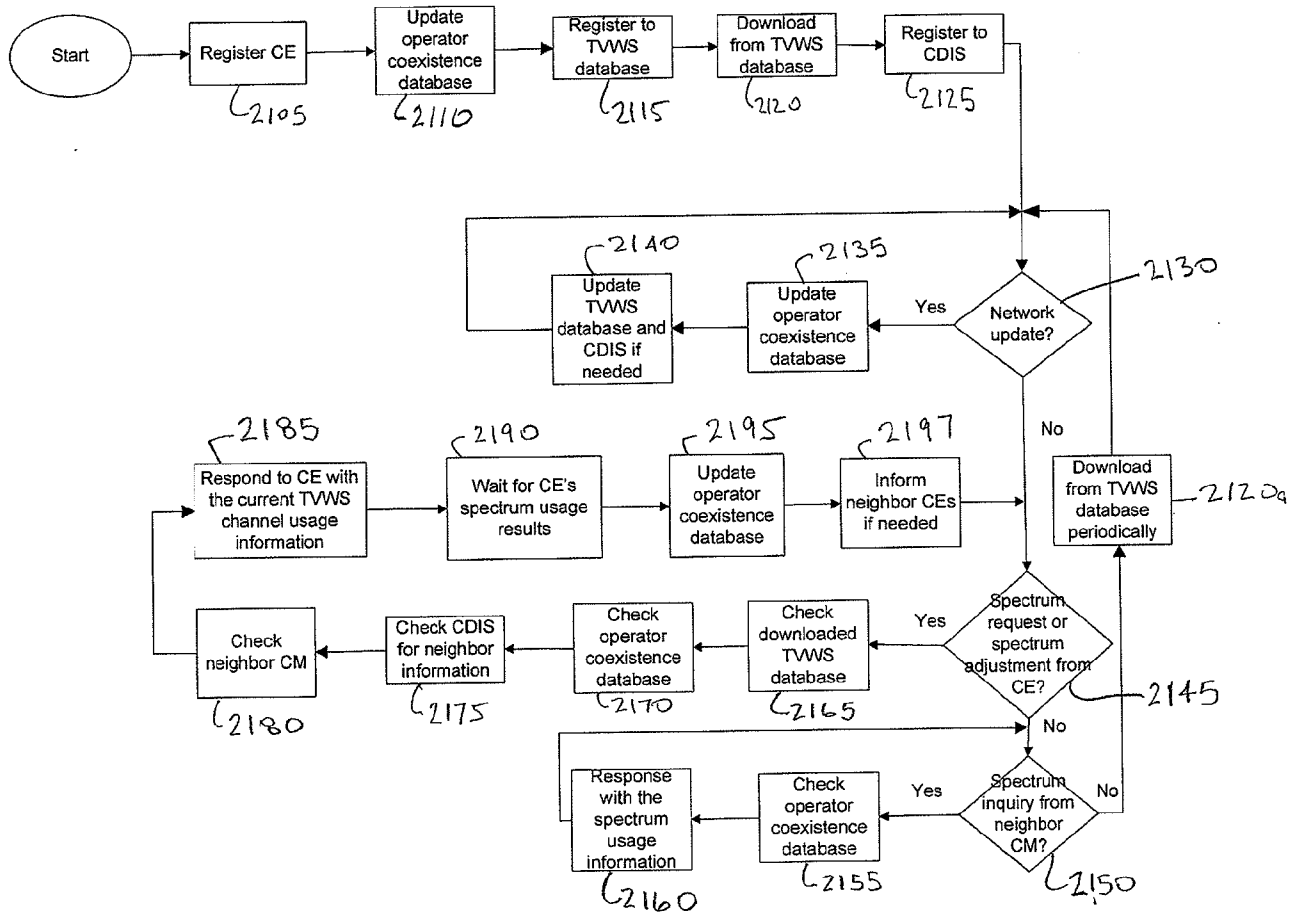 Start
Register CE
2105
Update
operator
coexistence
database
2110
Register to
TVWS
database
2115
Download
from TVWS
database
2120
Register to
CDIS
2125
2130
Network
update?
Yes
No
2135
Update
operator
coexistence
database
2140
Update
TVWS
database and
CDIS if
needed
2185
Respond to CE with
the current TVWS
channel usage
information
2190
Wait for CE's
spectrum usage
results
2195
Update
operator
coexistence
database
2197
Inform
neighbor CEs
if needed
Download
from TVWS
database
periodically
2120a
Spectrum
request or
spectrum
adjustment from
CE?
2145
Yes
No
Check
downloaded
TVWS
database
2165
Check
operator
coexistence
database
2170
Check CDIS
for neighbor
information
2175
Check
neighbor CM
2180
Spectrum
inquiry from
neighbor
CM?
2150
Yes
No
Check
operator
coexistence
database
2155
Response
with the
spectrum
usage
information
2160